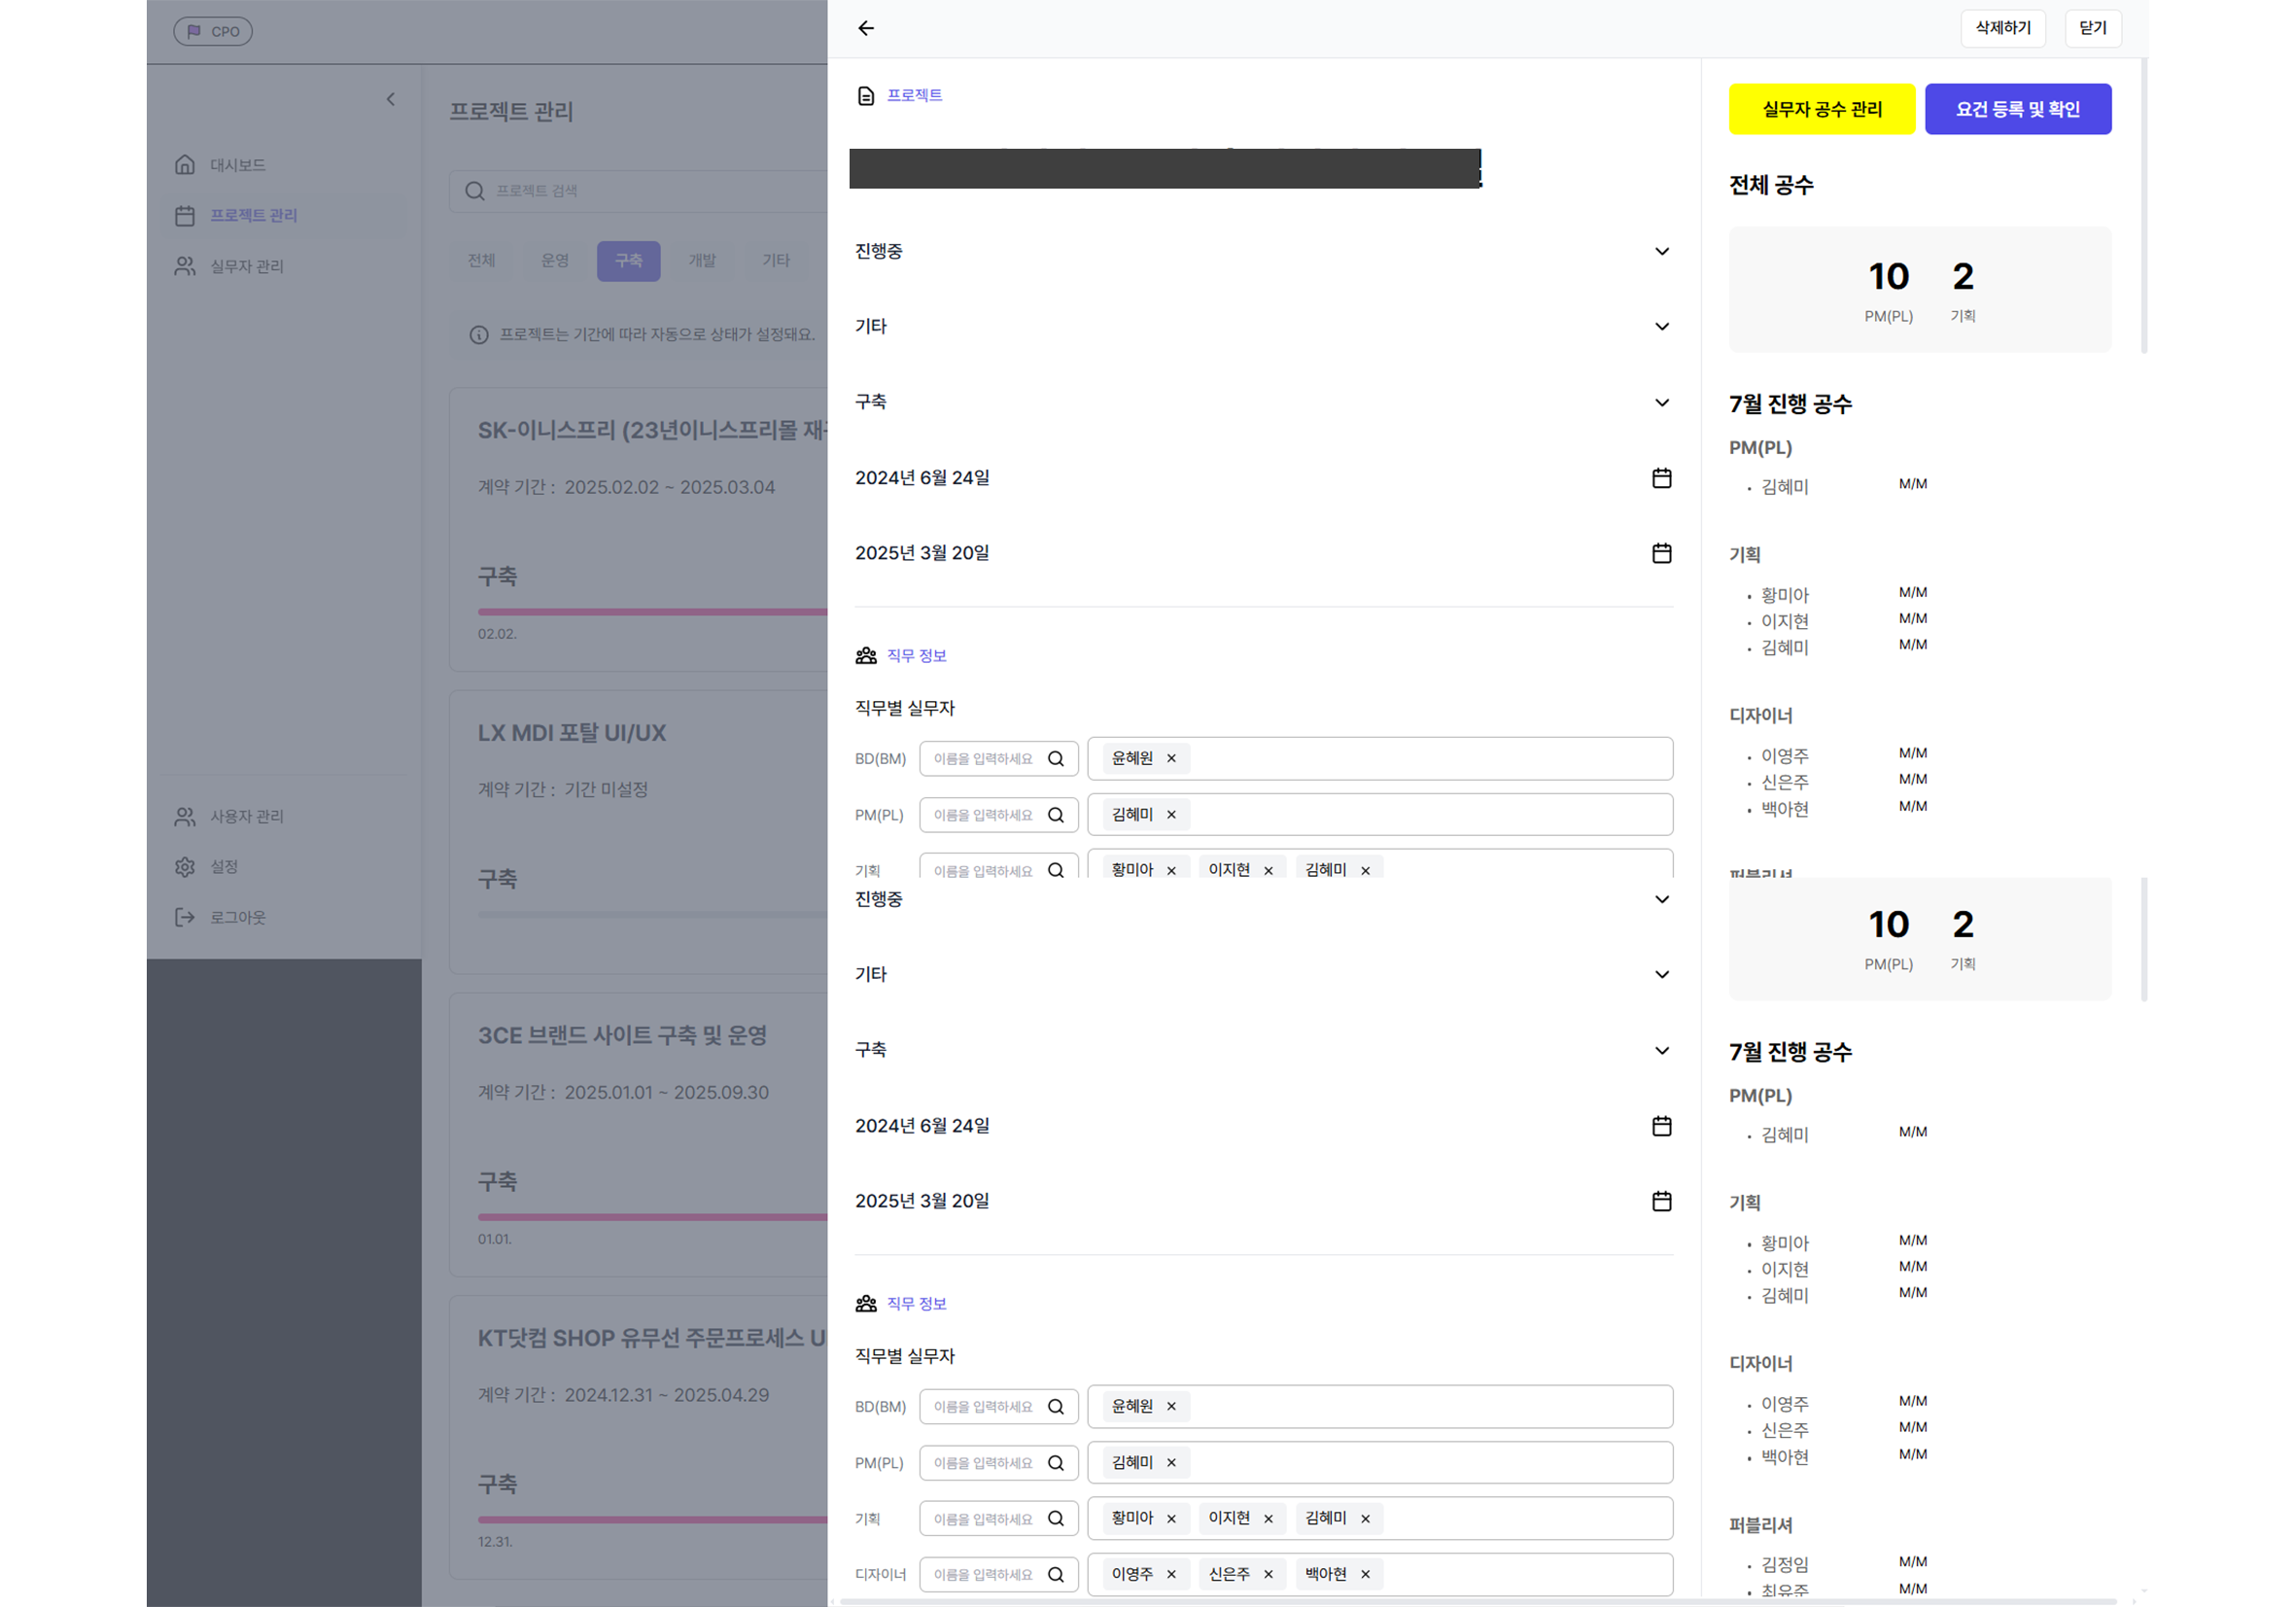 CPO
대시보드
프로젝트 관리
실무자 관리
사용자 관리
설정
로그아웃
프로젝트 관리
프로젝트 검색
전체 운영 구축 개발 기타
프로젝트는 기간에 따라 자동으로 상태가 설정돼요.
SK-이니스프리 (23년이니스프리몰
계약 기간 : 2025.02.02 ~ 2025.03.04
구축
02.02.
LX MDI 포탈 UI/UX
계약 기간 : 기간 미설정
구축
3CE 브랜드 사이트 구축 및 운영
계약 기간 : 2025.01.01 ~ 2025.09.30
구축
01.01.
KT닷컴 SHOP 유무선 주문프로세스 U
계약 기간 : 2024.12.31 ~ 2025.04.29
구축
12.31.
삭제하기 닫기
프로젝트
진행중
기타
구축
2024년 6월 24일
2025년 3월 20일
직무 정보
직무별 실무자
BD(BM) 이름을 입력하세요 윤혜원
PM(PL) 이름을 입력하세요 김혜미
기획 이름을 입력하세요 황미아 이지현 김혜미
진행중
기타
구축
2024년 6월 24일
2025년 3월 20일
직무 정보
직무별 실무자
BD(BM) 이름을 입력하세요 윤혜원
PM(PL) 이름을 입력하세요 김혜미
기획 이름을 입력하세요 황미아 이지현 김혜미
디자이너 이름을 입력하세요 이영주 신은주 백아현
실무자 공수 관리 요건 등록 및 확인
전체 공수
10 2
PM(PL) 기획
7월 진행 공수
PM(PL)
• 김혜미 M/M
기획
• 황미아 M/M
• 이지현 M/M
• 김혜미 M/M
디자이너
• 이영주 M/M
• 신은주 M/M
• 백아현 M/M
퍼블리셔
10 2
PM(PL) 기획
7월 진행 공수
PM(PL)
• 김혜미 M/M
기획
• 황미아 M/M
• 이지현 M/M
• 김혜미 M/M
디자이너
• 이영주 M/M
• 신은주 M/M
• 백아현 M/M
퍼블리셔
• 김정임 M/M
• 최유준 M/M